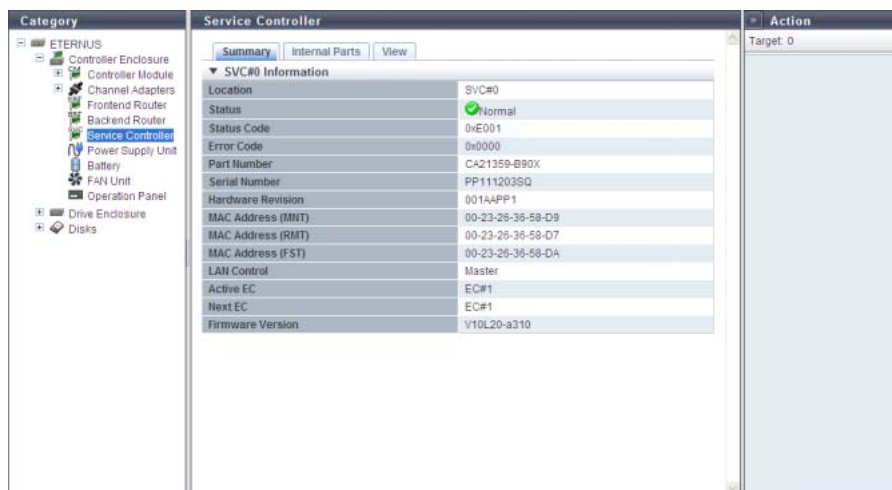 Category
ETERNUS
Controller Enclosure
Controller Module
Channel Adapters
Frontend Router
Backend Router
Service Controller
Power Supply Unit
Battery
FAN Unit
Operation Panel
Drive Enclosure
Disks
Service Controller
Summary Internal Parts View
▼ SVC#0 Information
Location SVC#0
Status Normal
Status Code 0xE001
Error Code 0x0000
Part Number CA21359-B90X
Serial Number PP111203SQ
Hardware Revision 001AAPP1
MAC Address (MNT) 00-23-26-36-58-D9
MAC Address (RMT) 00-23-26-36-58-D7
MAC Address (FST) 00-23-26-36-58-DA
LAN Control Master
Active EC EC#1
Next EC EC#1
Firmware Version V10L20-a310
» Action
Target: 0